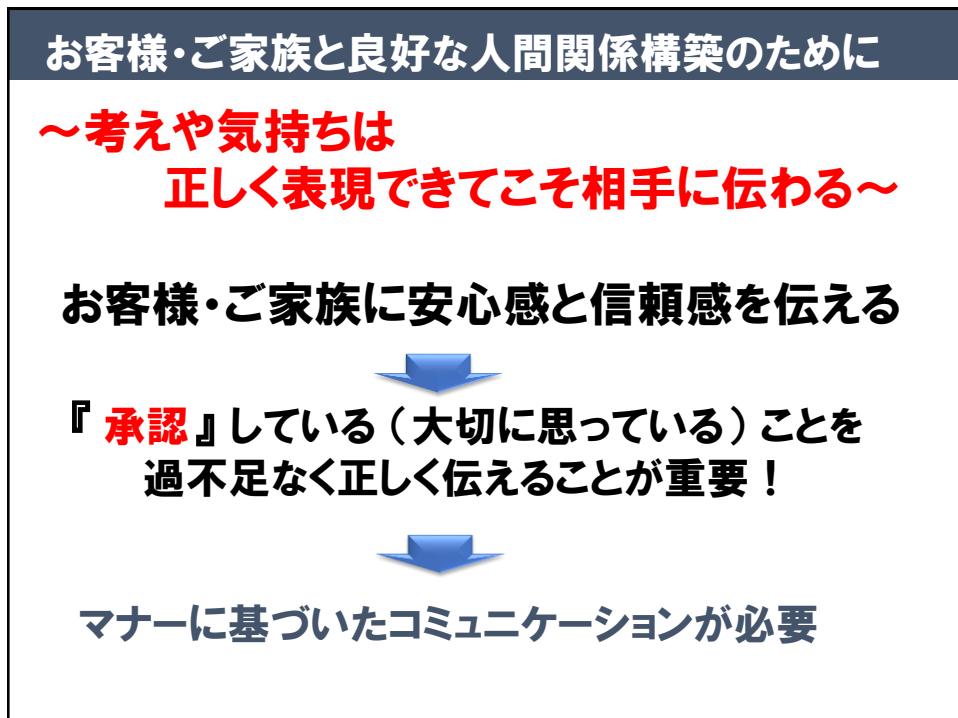 お客様・ご家族と良好な人間関係構築のために
～考えや気持ちは
正しく表現できてこそ相手に伝わる～
お客様・ご家族に安心感と信頼感を伝える
『 承認 』している（大切に思っている）ことを
過不足なく正しく伝えることが重要！
マナーに基づいたコミュニケーションが必要